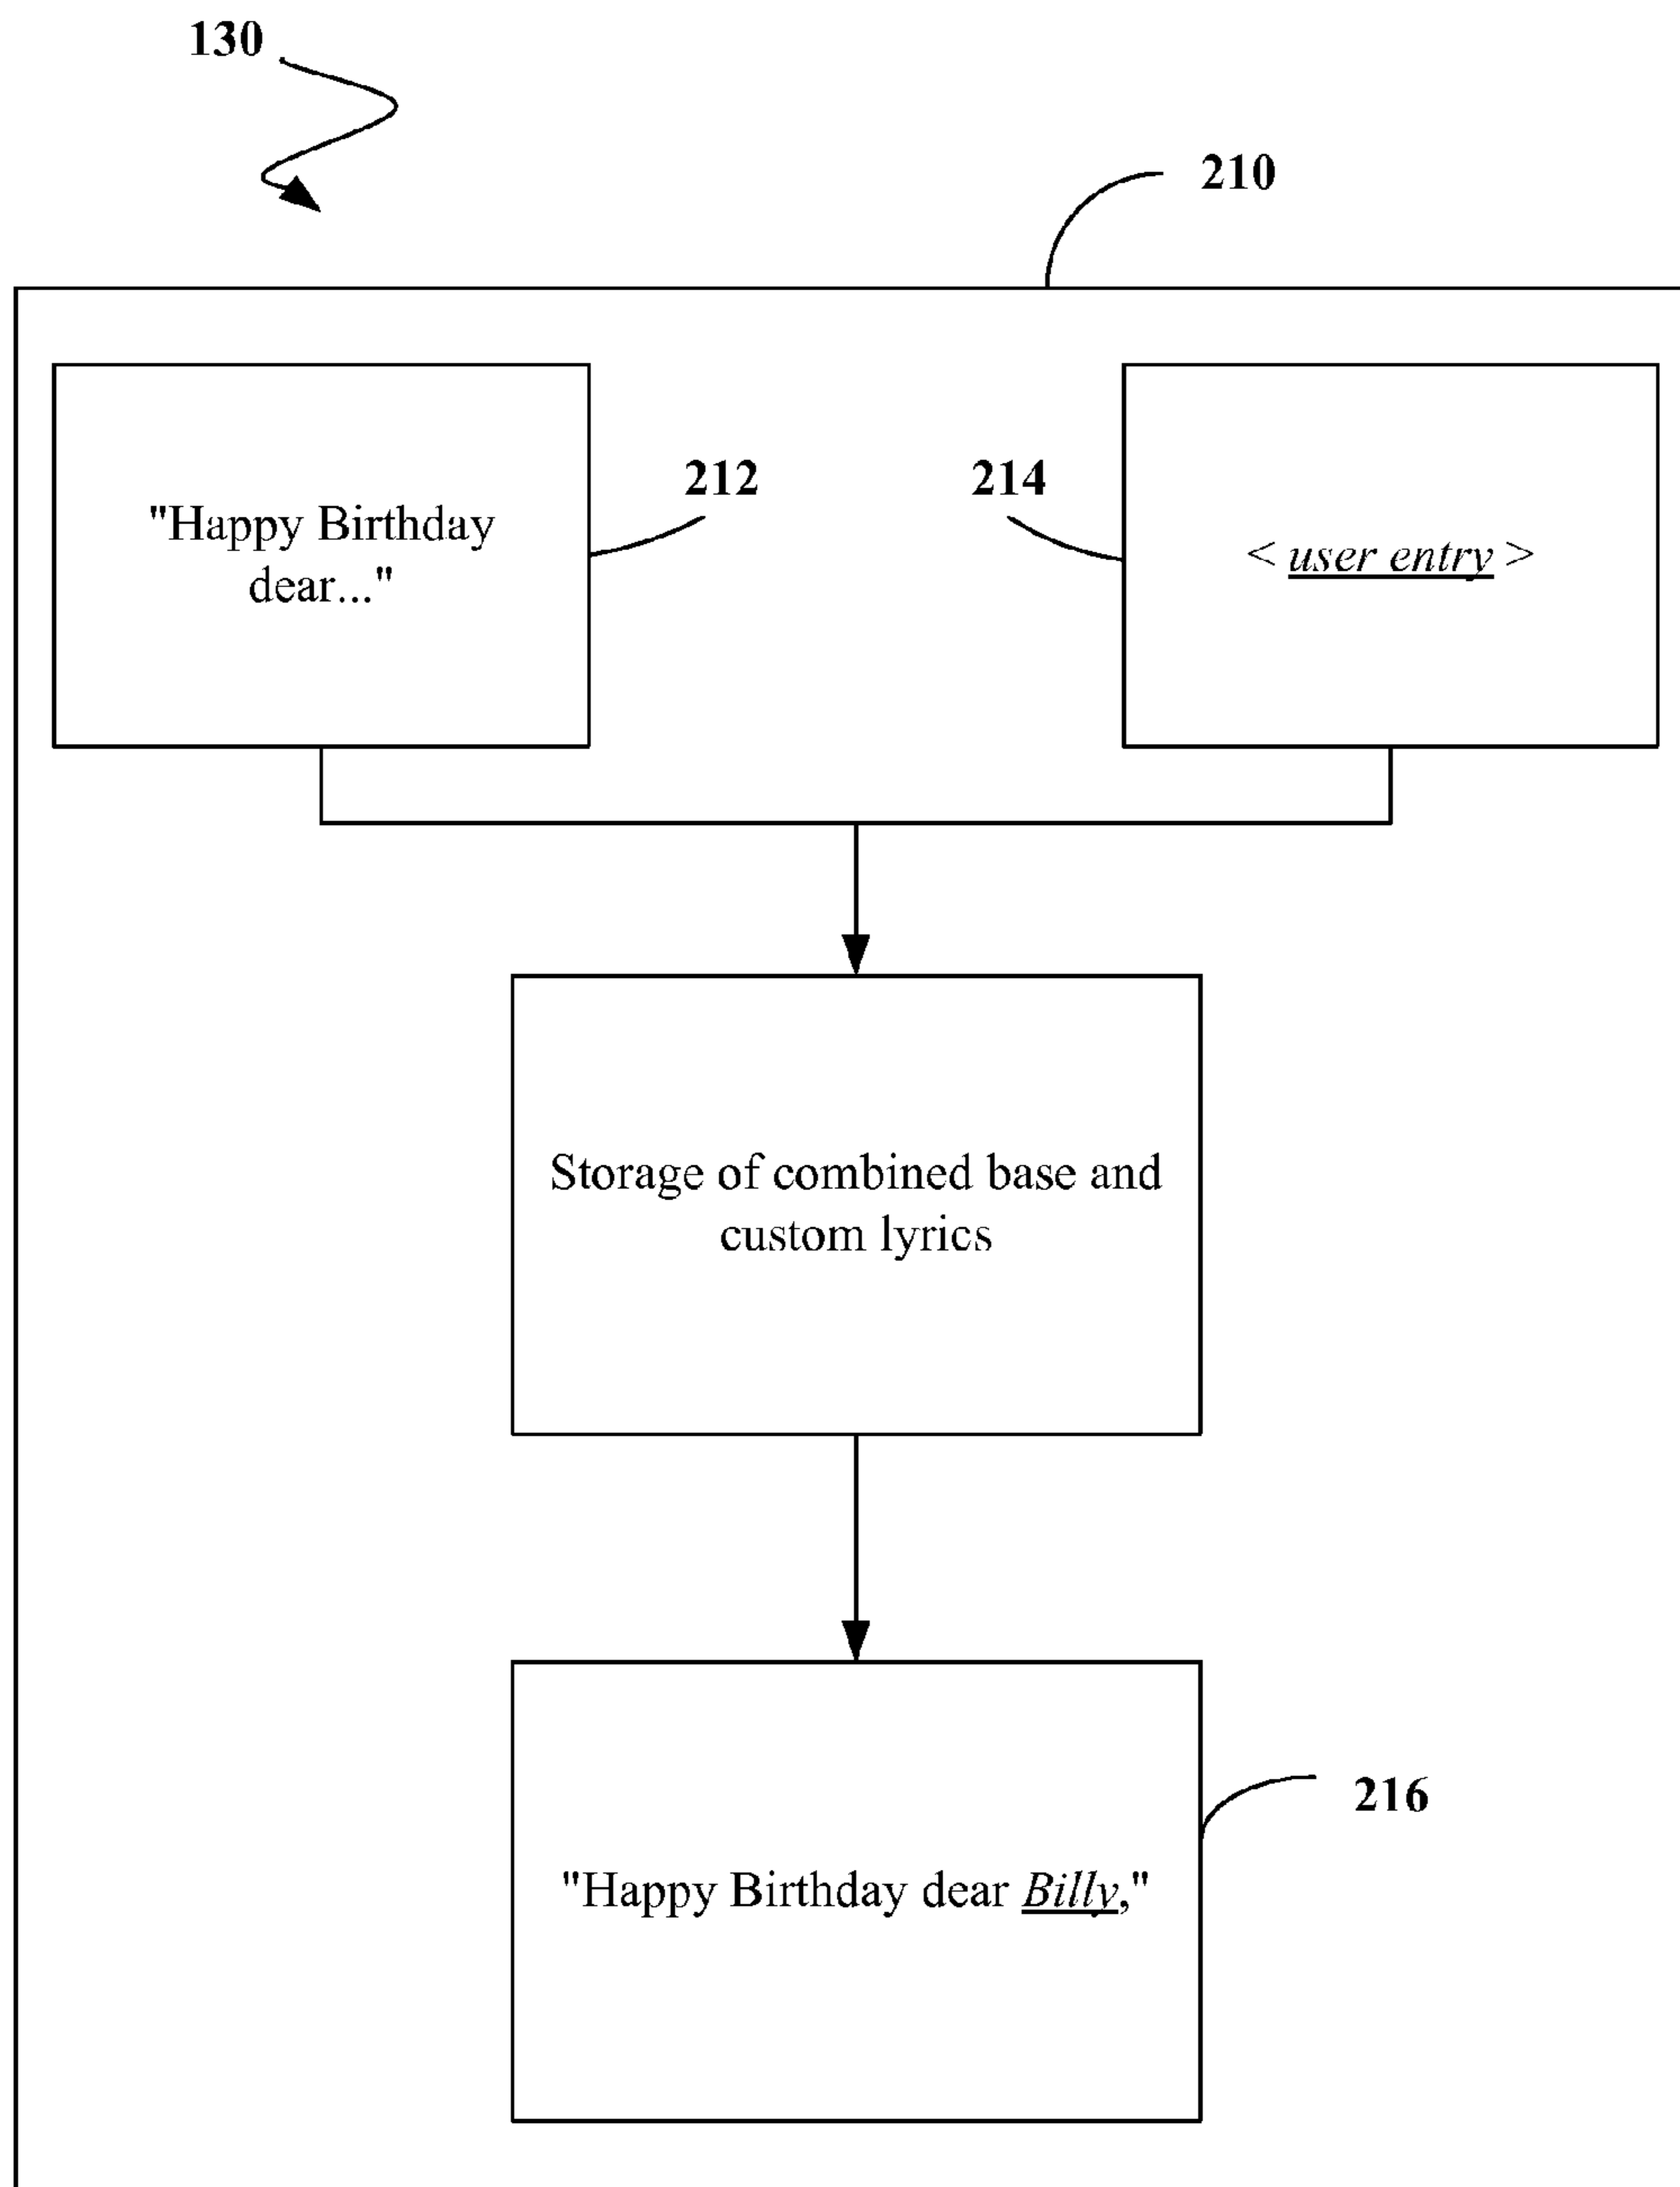 130
210
"Happy Birthday
dear..."
212
214
< user entry >
Storage of combined base and
custom lyrics
"Happy Birthday dear Billy,"
216